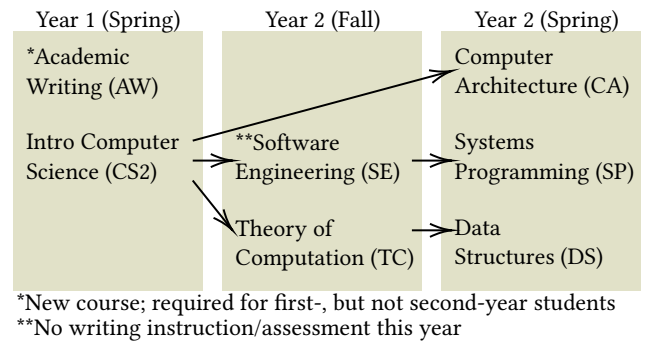 Year 1 (Spring)
Year 2 (Fall)
Year 2 (Spring)
*Academic
Writing (AW)
Intro Computer
Science (CS2)
**Software
Engineering (SE)
Theory of
Computation (TC)
Computer
Architecture (CA)
Systems
Programming (SP)
Data
Structures (DS)
*New course; required for first-, but not second-year students
**No writing instruction/assessment this year